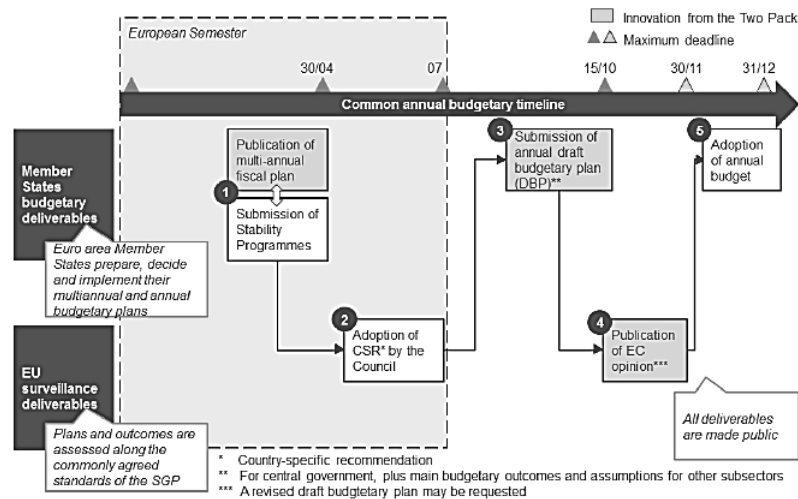 European Semester
Innovation from the Two Pack
Maximum deadline
30/04
07
15/10
30/11
31/12
Common annual budgetary timeline
Member
States
budgetary
deliverables
Euro area Member
States prepare, decide
and implement their
multiannual and annual
budgetary plans
Publication of
multi-annual
fiscal plan
1
Submission of
Stability
Programmes
3
Submission of
annual draft
budgetary plan
(DBP)**
5
Adoption
of annual
budget
EU
surveillance
deliverables
Plans and outcomes are
assessed along the
commonly agreed
standards of the SGP
2
Adoption of
CSR* by the
Council
4
Publication
of EC
opinion***
All deliverables
are made public
* Country-specific recommendation
** For central government, plus main budgetary outcomes and assumptions for other subsectors
*** A revised draft budgtetary plan may be requested